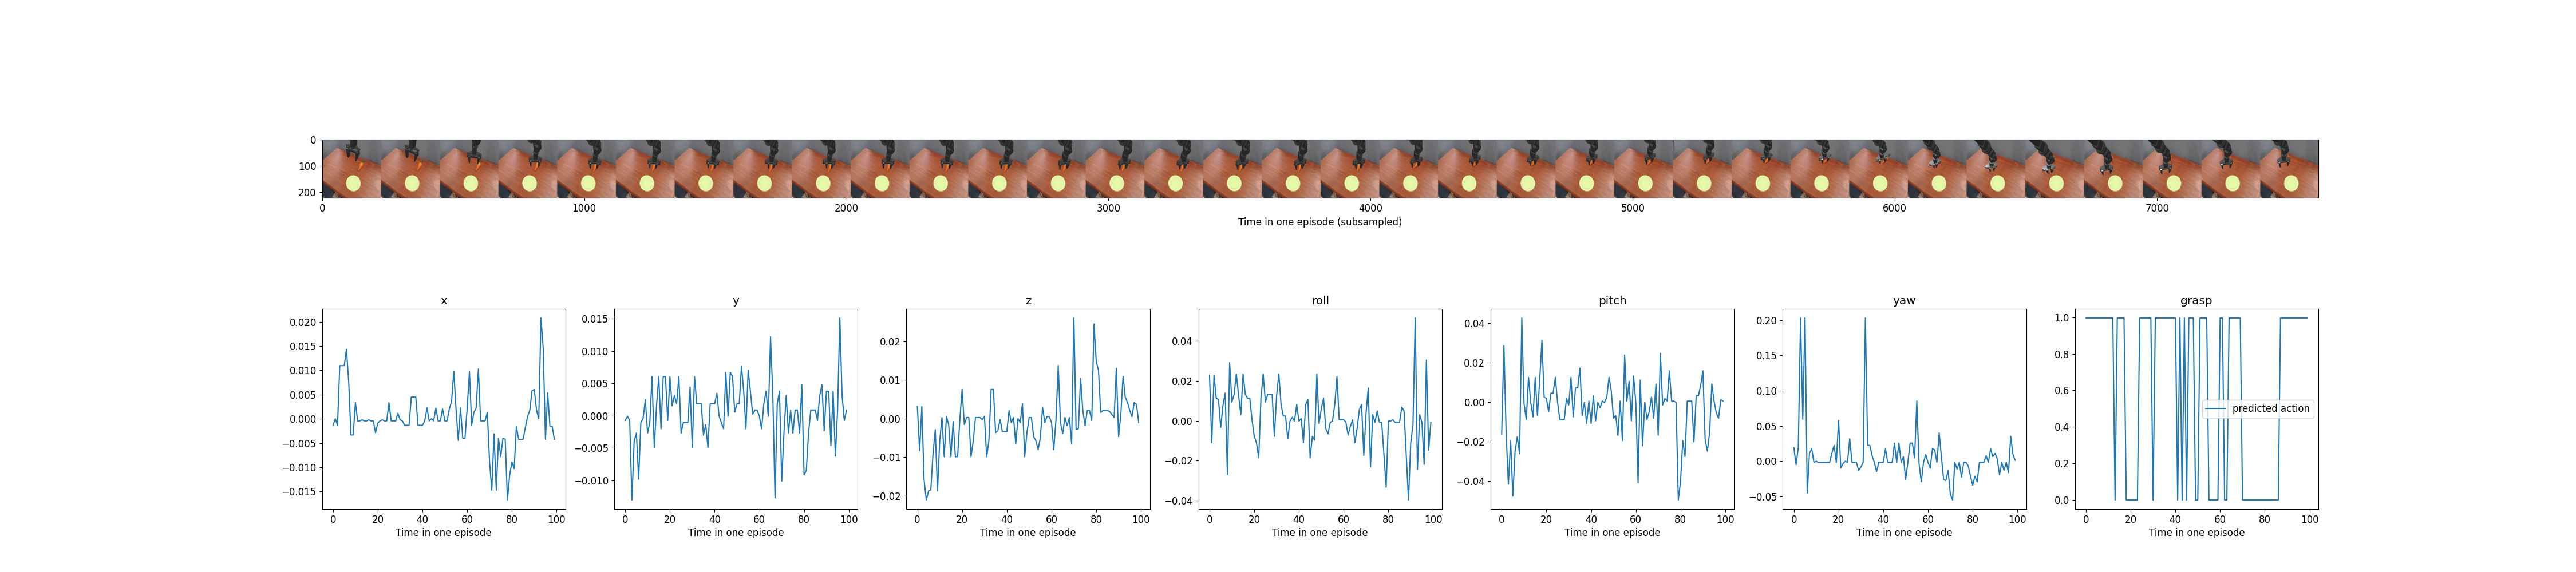 0
100
200
0 1000 2000 3000 4000 5000 6000 7000
Time in one episode (subsampled)
x
0.020
0.015
0.010
0.005
0.000
−0.005
−0.010
−0.015
0 20 40 60 80 100
Time in one episode
y
0.015
0.010
0.005
0.000
−0.005
−0.010
0 20 40 60 80 100
Time in one episode
z
0.02
0.01
0.00
−0.01
−0.02
0 20 40 60 80 100
Time in one episode
roll
0.04
0.02
0.00
−0.02
−0.04
0 20 40 60 80 100
Time in one episode
pitch
0.04
0.02
0.00
−0.02
−0.04
0 20 40 60 80 100
Time in one episode
yaw
0.20
0.15
0.10
0.05
0.00
−0.05
0 20 40 60 80 100
Time in one episode
grasp
1.0
0.8
0.6
0.4
0.2
0.0
predicted action
0 20 40 60 80 100
Time in one episode